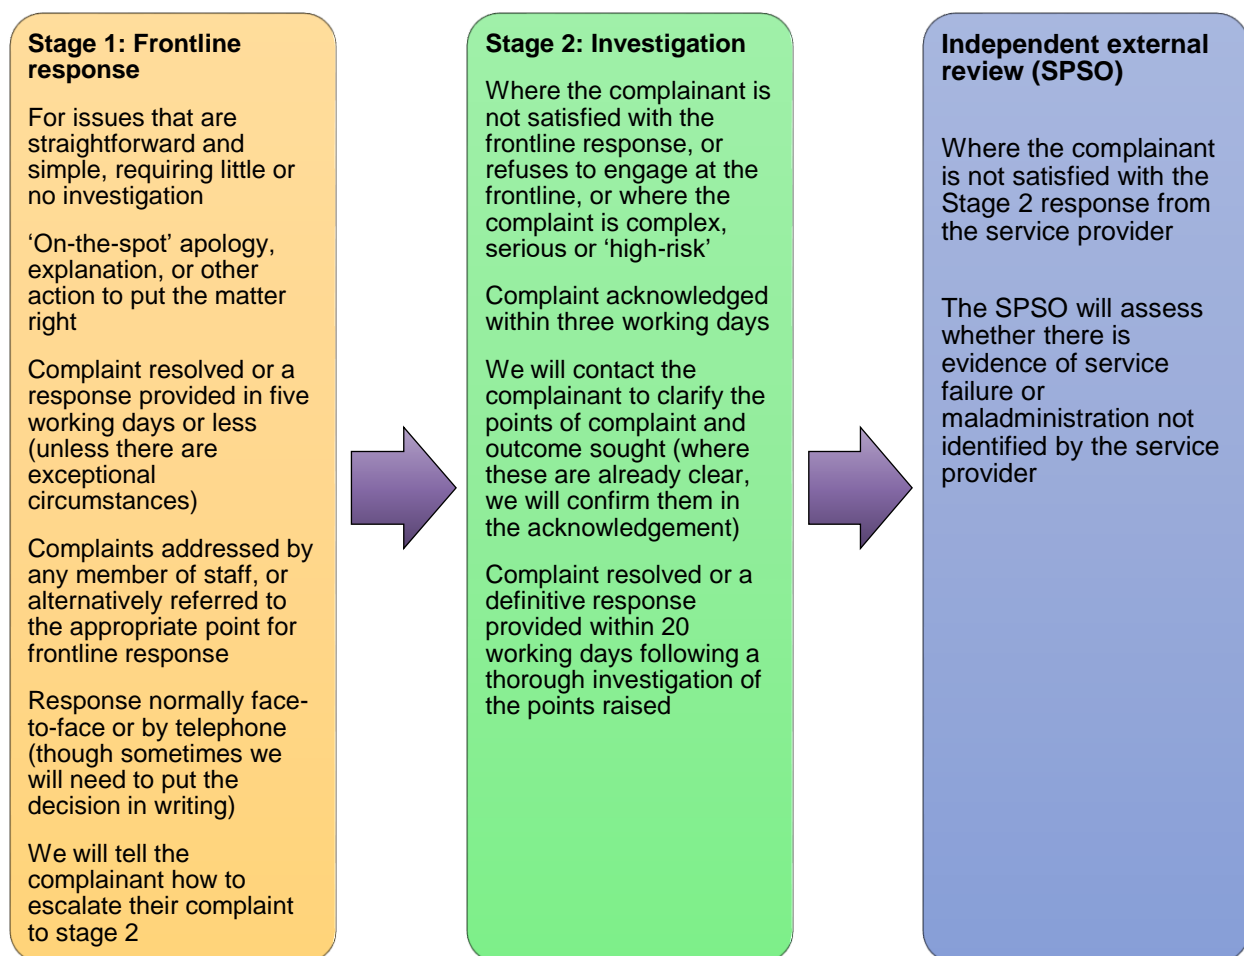 Stage 1: Frontline
response
For issues that are
straightforward and
simple, requiring little or
no investigation
‘On-the-spot’ apology,
explanation, or other
action to put the matter
right
Complaint resolved or a
response provided in five
working days or less
(unless there are
exceptional
circumstances)
Complaints addressed by
any member of staff, or
alternatively referred to
the appropriate point for
frontline response
Response normally face-
to-face or by telephone
(though sometimes we
will need to put the
decision in writing)
We will tell the
complainant how to
escalate their complaint
to stage 2
Stage 2: Investigation
Where the complainant is
not satisfied with the
frontline response, or
refuses to engage at the
frontline, or where the
complaint is complex,
serious or ‘high-risk’
Complaint acknowledged
within three working days
We will contact the
complainant to clarify the
points of complaint and
outcome sought (where
these are already clear,
we will confirm them in
the acknowledgement)
Complaint resolved or a
definitive response
provided within 20
working days following a
thorough investigation of
the points raised
Independent external
review (SPSO)
Where the complainant
is not satisfied with the
Stage 2 response from
the service provider
The SPSO will assess
whether there is
evidence of service
failure or
maladministration not
identified by the service
provider